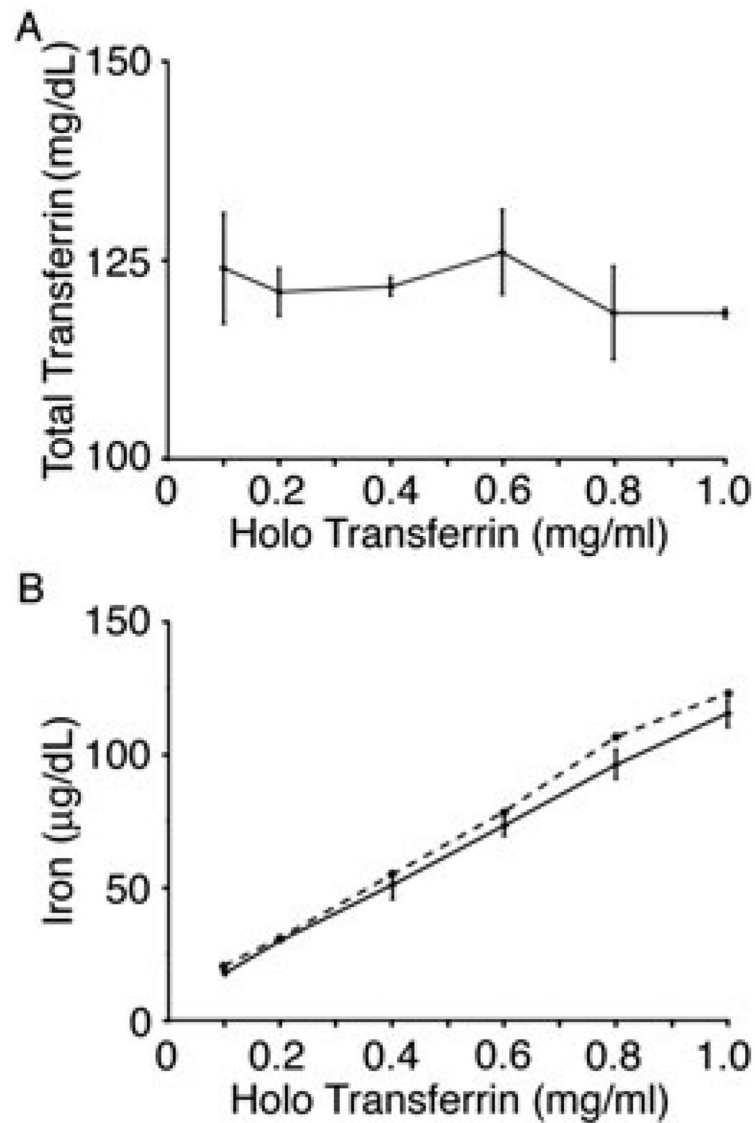 A
Total Transferrin (mg/dL)
150
125
100
0 0.2 0.4 0.6 0.8 1.0
Holo Transferrin (mg/ml)
B
Iron (µg/dL)
150
100
50
0
0 0.2 0.4 0.6 0.8 1.0
Holo Transferrin (mg/ml)